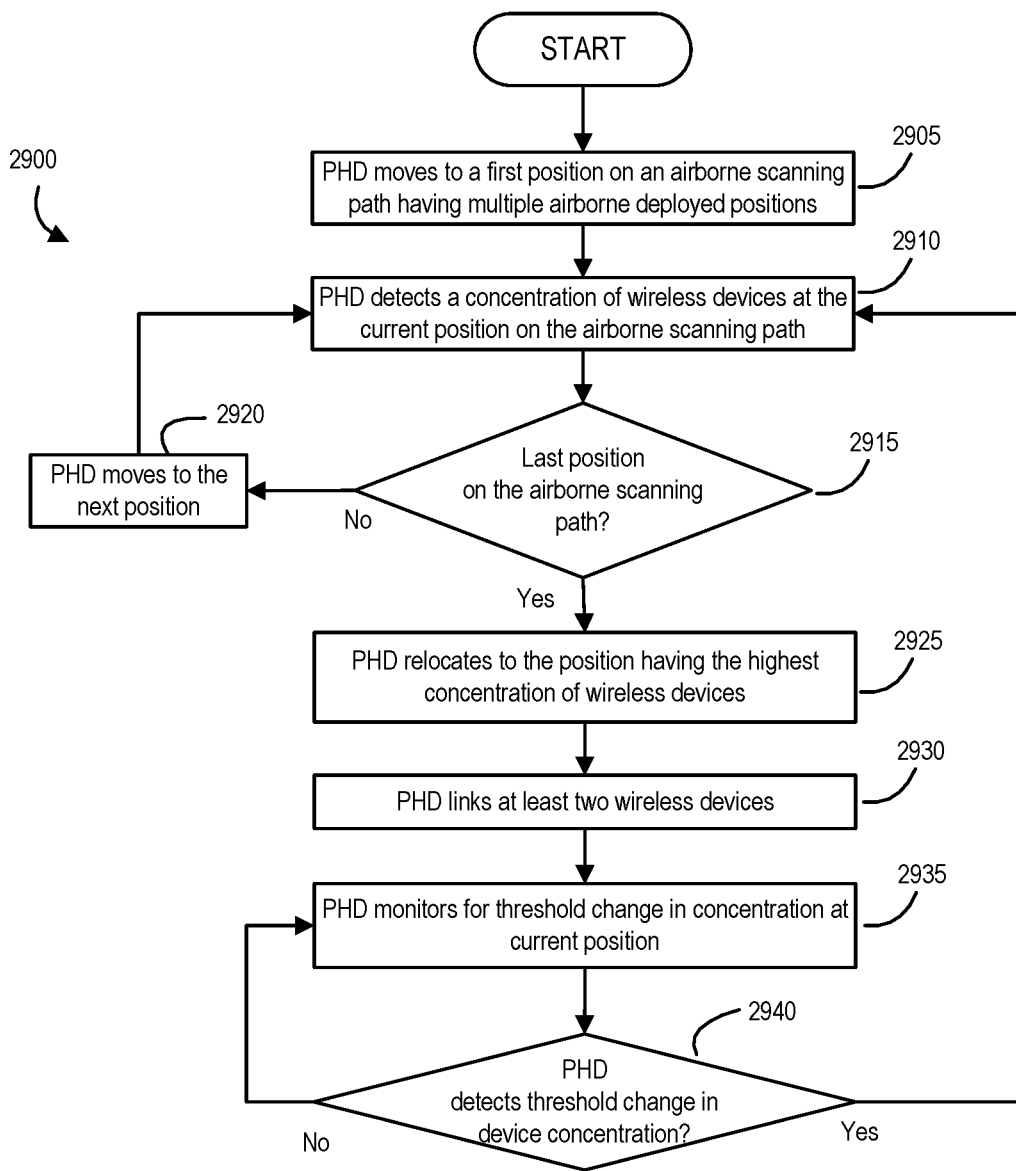 START
2900
2905
PHD moves to a first position on an airborne scanning
path having multiple airborne deployed positions
2910
PHD detects a concentration of wireless devices at the
current position on the airborne scanning path
2920
PHD moves to the
next position
2915
Last position
on the airborne scanning
path?
No
Yes
2925
PHD relocates to the position having the highest
concentration of wireless devices
2930
PHD links at least two wireless devices
2935
PHD monitors for threshold change in concentration at
current position
2940
PHD
detects threshold change in
device concentration?
No
Yes